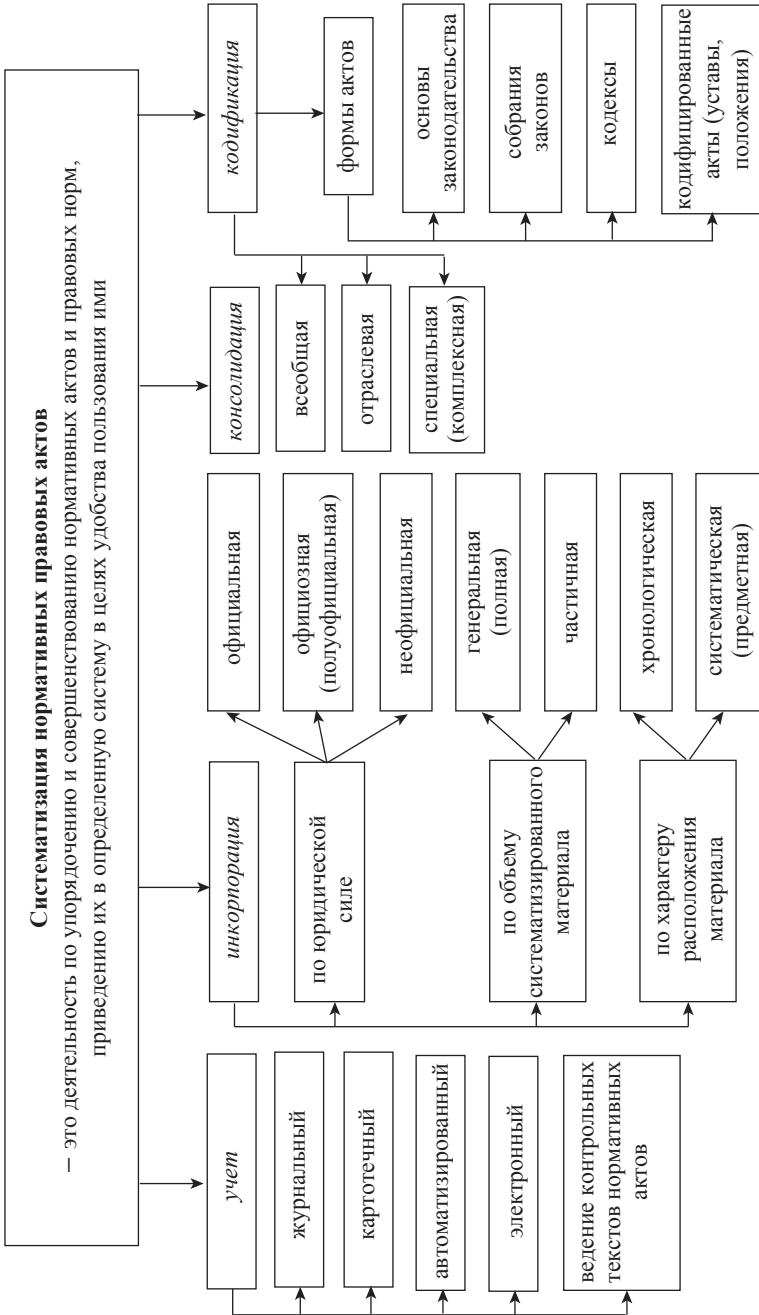 Систематизация нормативных правовых актов
– это деятельность по упорядочению и совершенствованию нормативных актов и правовых норм,
приведению их в определенную систему в целях удобства пользования ими
учет
журнальный
картотечный
автоматизированный
электронный
ведение контрольных
текстов нормативных
актов
инкорпорация
по юридической
силе
официальная
официозная
(полуофициальная)
неофициальная
по объему
систематизированного
материала
генеральная
(полная)
частичная
по характеру
расположения
материала
хронологическая
систематическая
(предметная)
консолидация
кодификация
всеобщая
отраслевая
специальная
(комплексная)
формы актов
основы
законодательства
собрания
законов
кодексы
кодифицированные
акты (уставы,
положения)